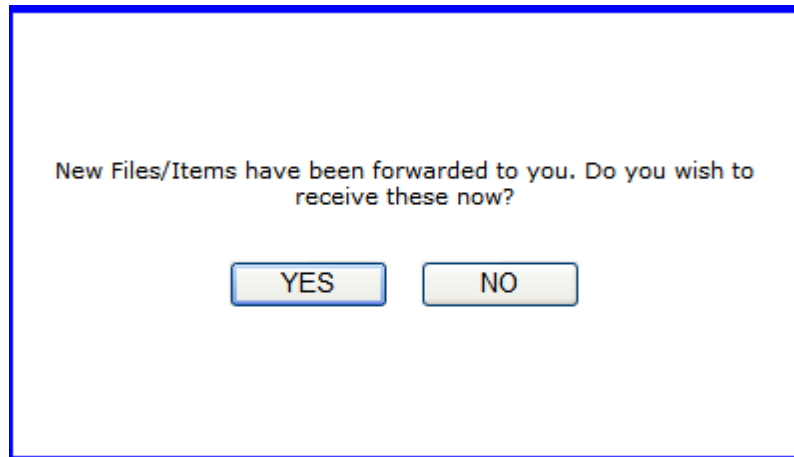 New Files/Items have been forwarded to you. Do you wish to
receive these now?
YES NO